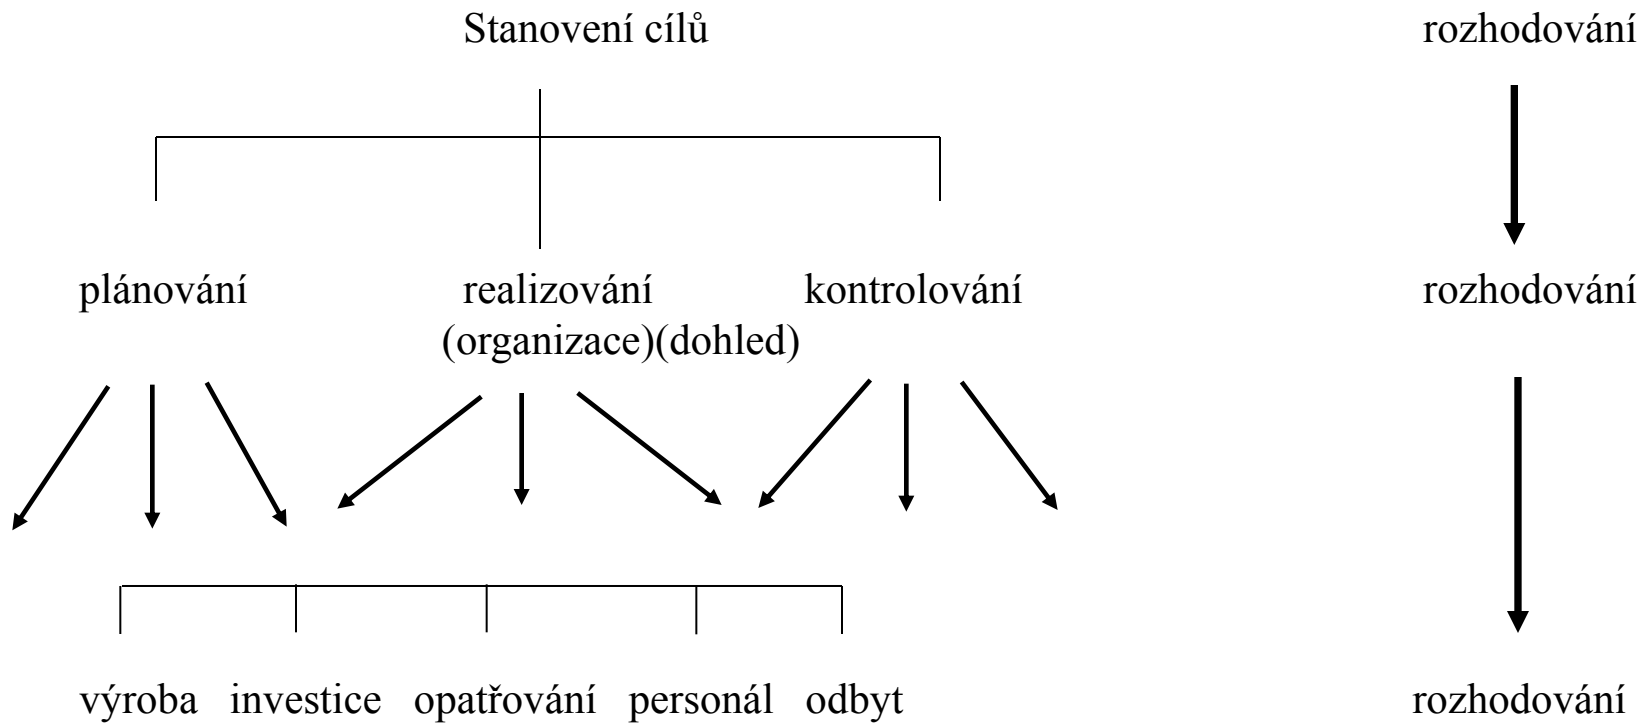 Stanovení cílů rozhodování
plánování realizování kontrolování rozhodování
(organizace)(dohled)
výroba investice opatřování personál odbyt rozhodování